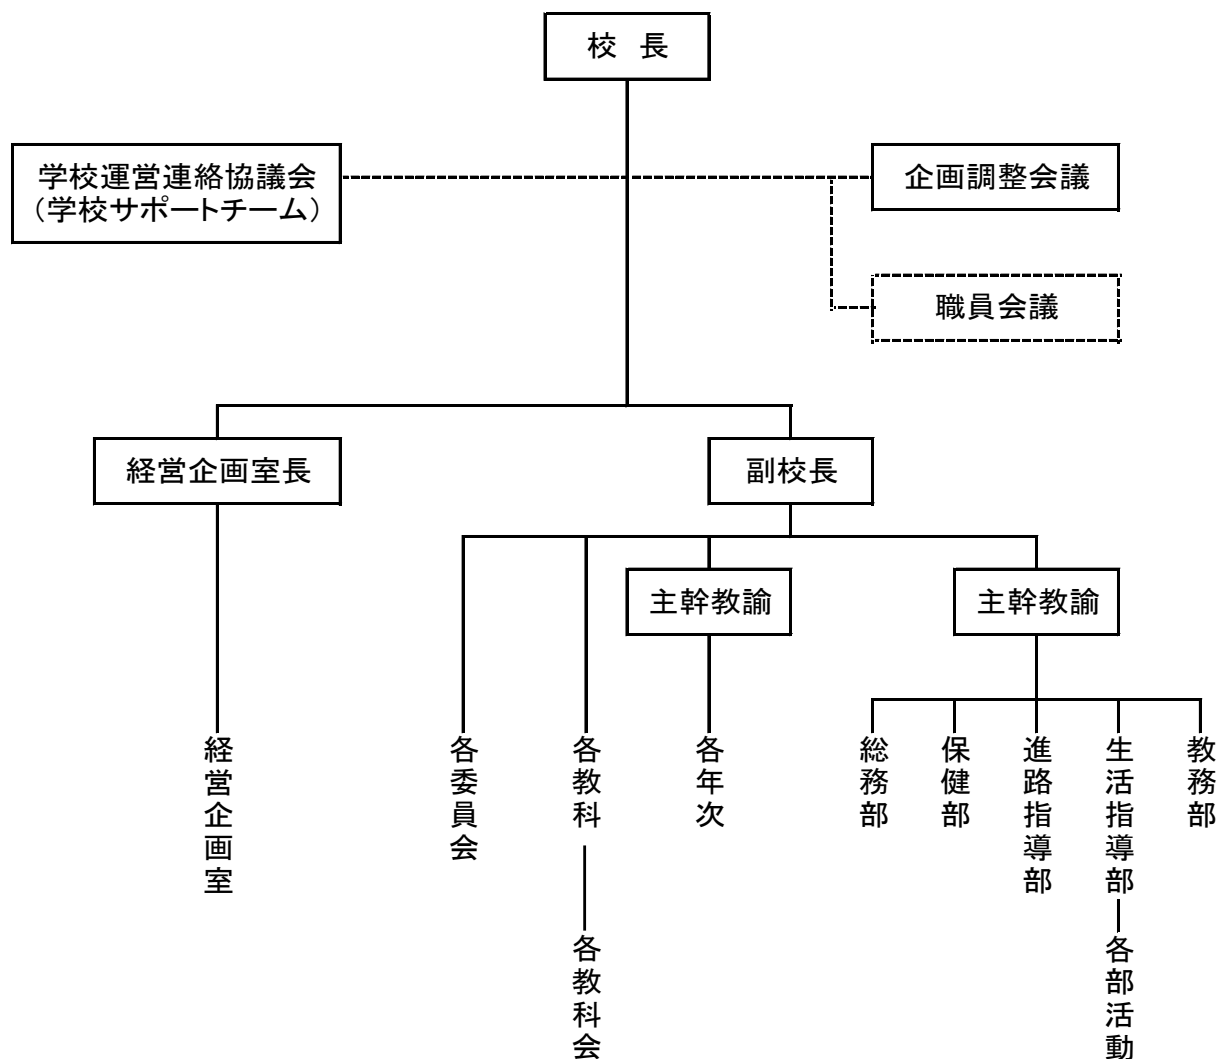 校 長
学校運営連絡協議会
（学校サポートチーム）
企画調整会議
職員会議
経営企画室長
副校長
主幹教諭
主幹教諭
経営企画室
各委員会
各教科
各年次
総務部
保健部
進路指導部
生活指導部
教務部
各教科会
各部活動